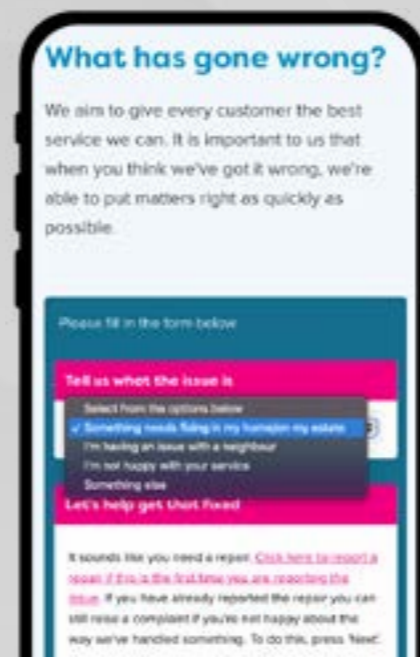 What has gone wrong?
We aim to give every customer the best
service we can. It is important to us that
when you think we've got it wrong, we're
able to put matters right as quickly as
possible.
Please fill in the form below
Tell us what the issue is
Select from the options below
✓ Something needs fixing in my home/on my estate
I'm having an issue with a neighbour
I'm not happy with your service
Something else
Let's help get that fixed
It sounds like you need a repair. Click here to report a
repair if this is the first time you are reporting the
issue. If you have already reported the repair you can
still raise a complaint if you're not happy about the
way we've handled something. To do this, press 'Next'.